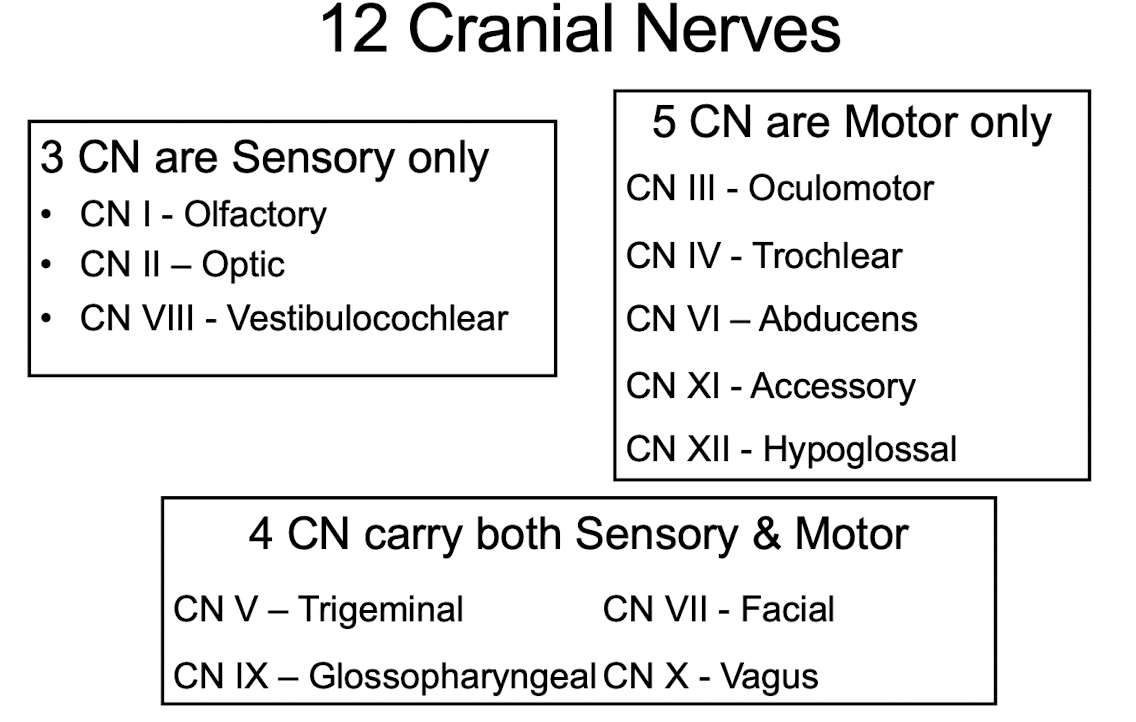 12 Cranial Nerves
3 CN are Sensory only
• CN I - Olfactory
• CN II – Optic
• CN VIII - Vestibulocochlear
5 CN are Motor only
CN III - Oculomotor
CN IV - Trochlear
CN VI – Abducens
CN XI - Accessory
CN XII - Hypoglossal
4 CN carry both Sensory & Motor
CN V – Trigeminal CN VII - Facial
CN IX – Glossopharyngeal CN X - Vagus